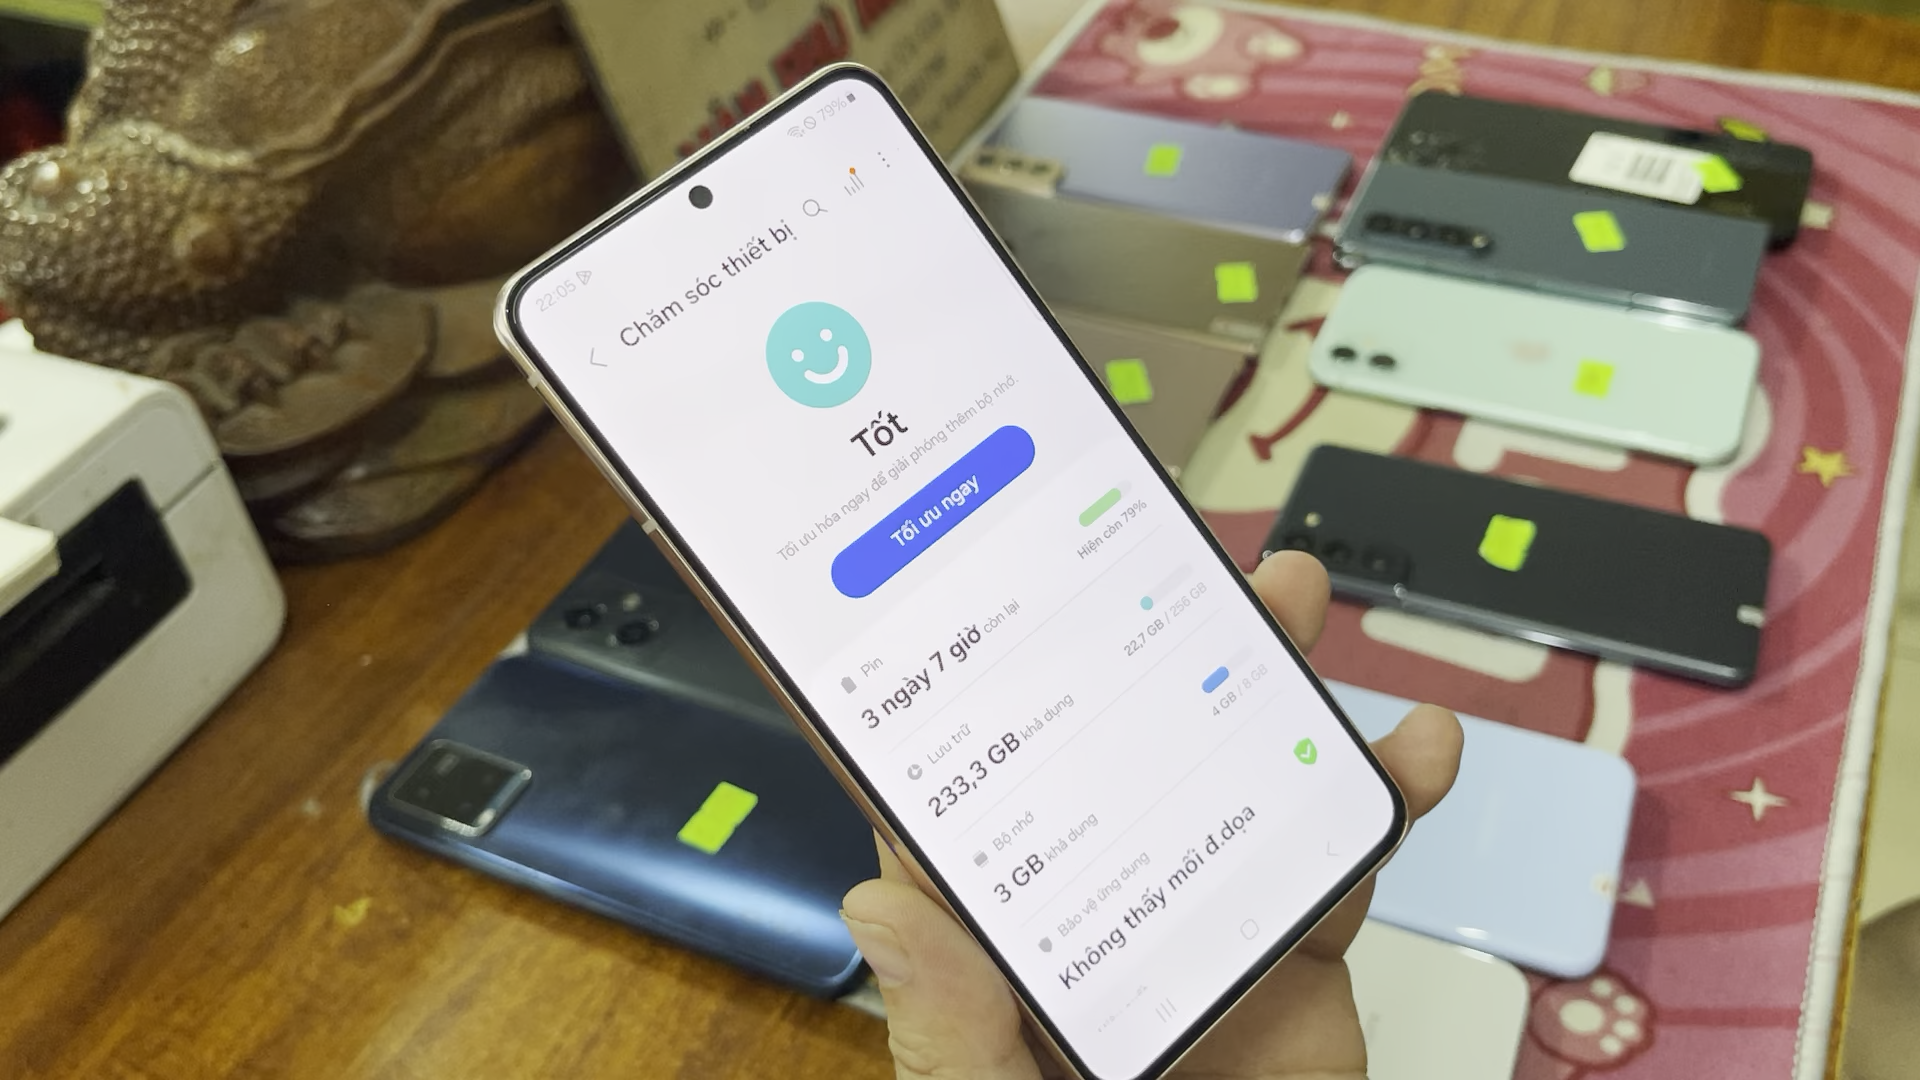 22:05
79%
Chăm sóc thiết bị
Tốt
Tối ưu hóa ngay để giải phóng thêm bộ nhớ.
Tối ưu ngay
Pin
3 ngày 7 giờ còn lại
Hiện còn 79%
Lưu trữ
233,3 GB khả dụng
22,7 GB / 256 GB
Bộ nhớ
3 GB khả dụng
4 GB / 8 GB
Bảo vệ ứng dụng
Không thấy mối đ.dọa